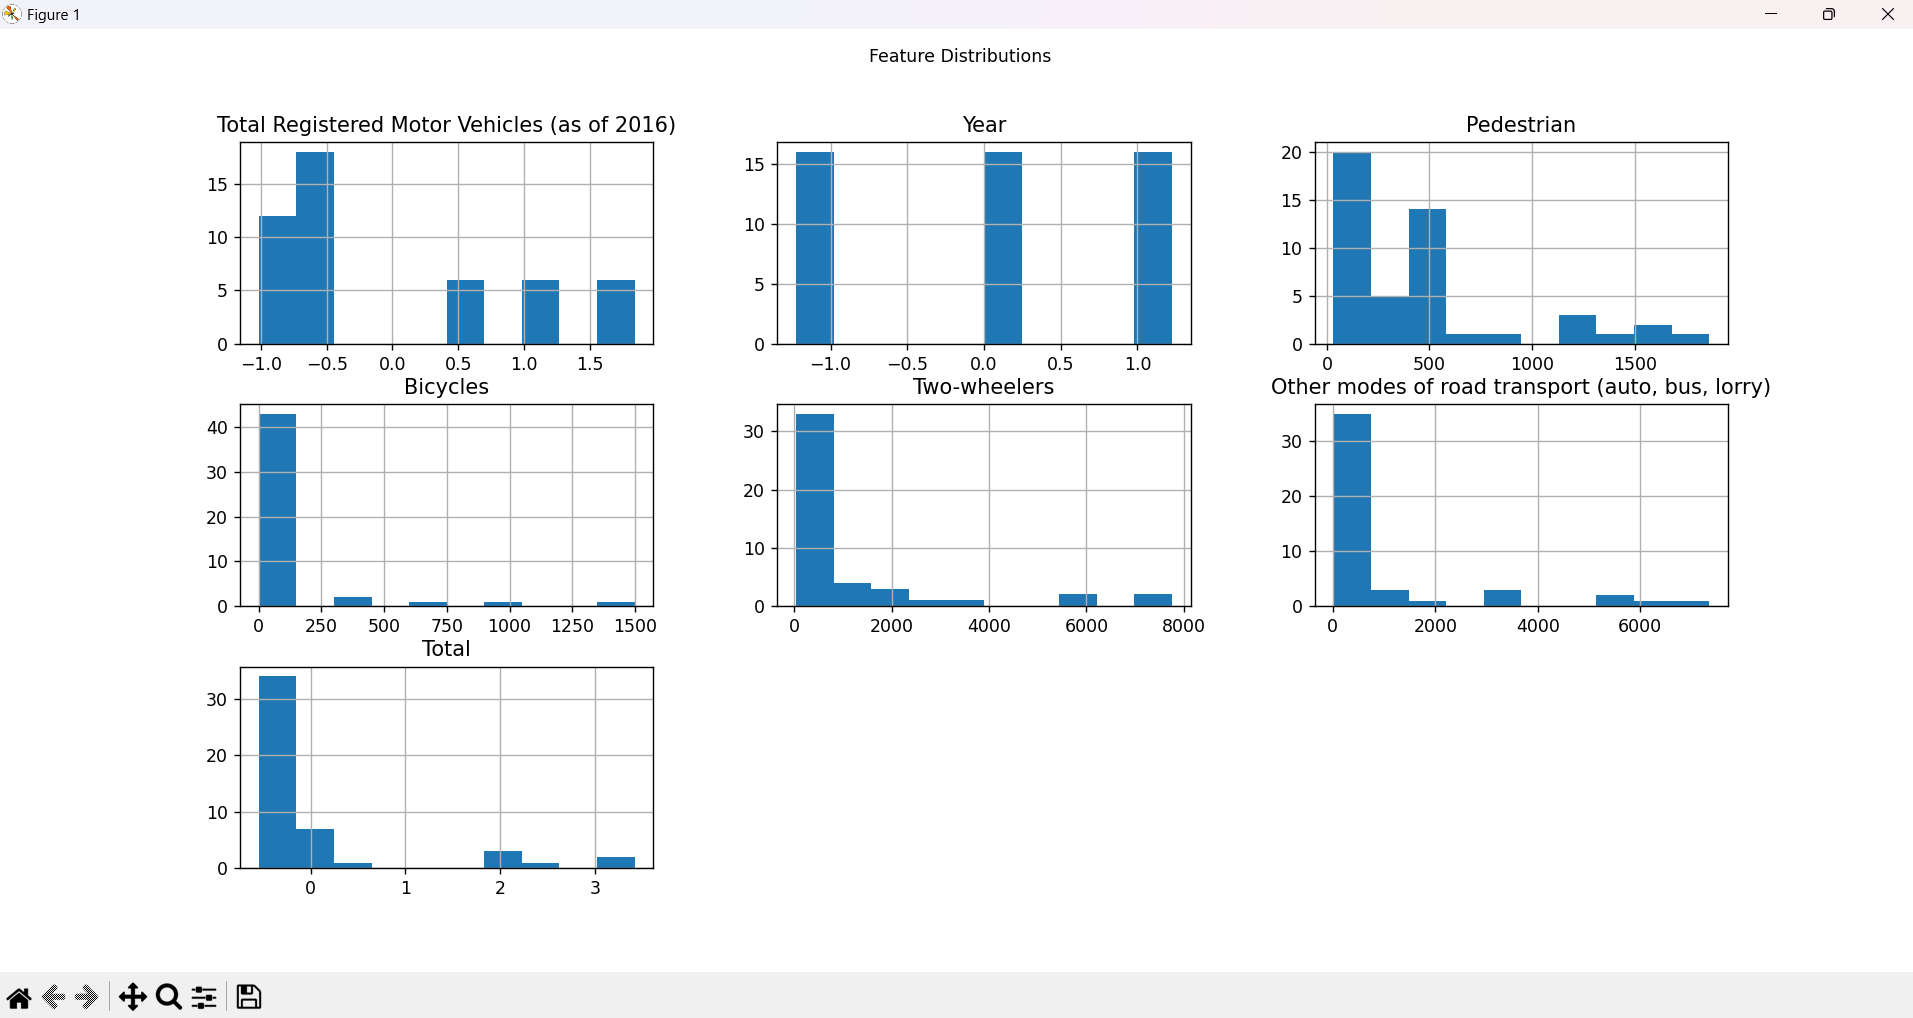 Figure 1
Feature Distributions
Total Registered Motor Vehicles (as of 2016)
15
10
5
0
−1.0 −0.5 0.0 0.5 1.0 1.5
Year
15
10
5
0
−1.0 −0.5 0.0 0.5 1.0
Pedestrian
20
15
10
5
0
0 500 1000 1500
Bicycles
40
30
20
10
0
0 250 500 750 1000 1250 1500
Two-wheelers
30
20
10
0
0 2000 4000 6000 8000
Other modes of road transport (auto, bus, lorry)
30
20
10
0
0 2000 4000 6000
Total
30
20
10
0
0 1 2 3